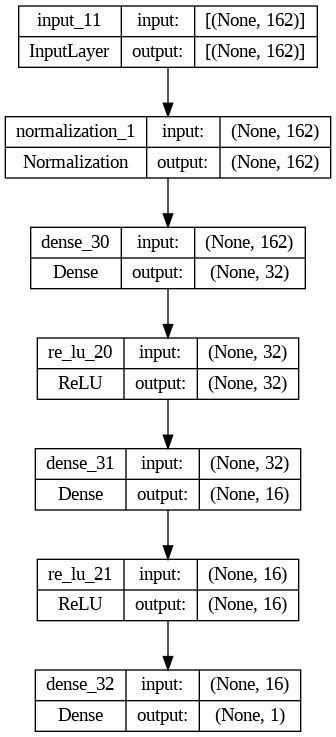 input_11 input: [(None, 162)]
InputLayer output: [(None, 162)]
normalization_1 input: (None, 162)
Normalization output: (None, 162)
dense_30 input: (None, 162)
Dense output: (None, 32)
re_lu_20 input: (None, 32)
ReLU output: (None, 32)
dense_31 input: (None, 32)
Dense output: (None, 16)
re_lu_21 input: (None, 16)
ReLU output: (None, 16)
dense_32 input: (None, 16)
Dense output: (None, 1)